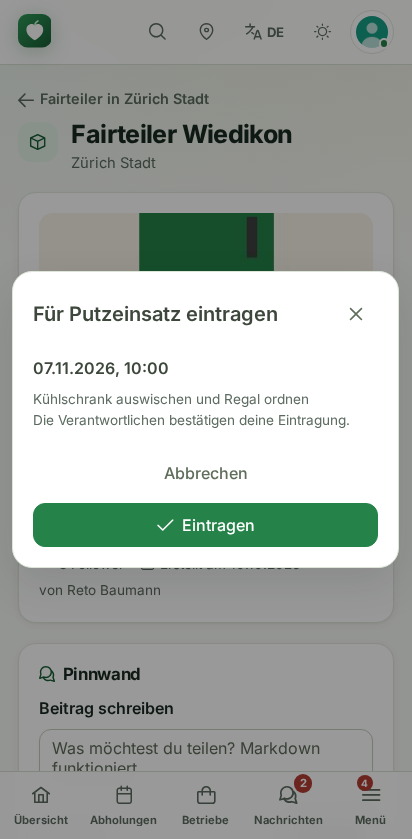 DE
Fairteiler in Zürich Stadt
Fairteiler Wiedikon
Zürich Stadt
Für Putzeinsatz eintragen
07.11.2026, 10:00
Kühlschrank auswischen und Regal ordnen
Die Verantwortlichen bestätigen deine Eintragung.
Abbrechen
Eintragen
von Reto Baumann
Pinnwand
Beitrag schreiben
Was möchtest du teilen? Markdown
funktioniert
2
4
Übersicht
Abholungen
Betriebe
Nachrichten
Menü